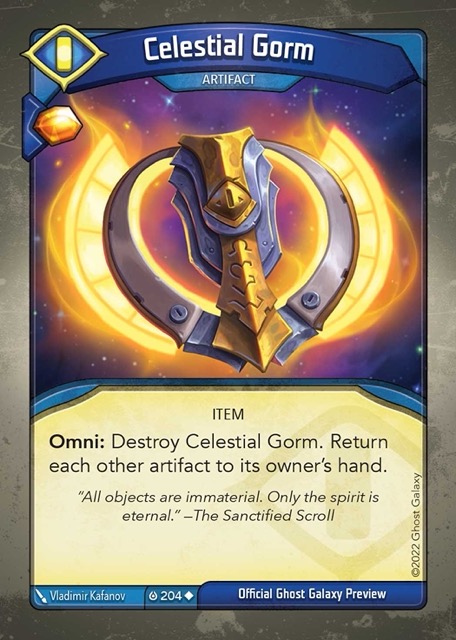 Celestial Gorm
ARTIFACT
ITEM
Omni: Destroy Celestial Gorm. Return
each other artifact to its owner's hand.
"All objects are immaterial. Only the spirit is
eternal." –The Sanctified Scroll
©2022 Ghost Galaxy
Vladimir Kafanov
204
Official Ghost Galaxy Preview